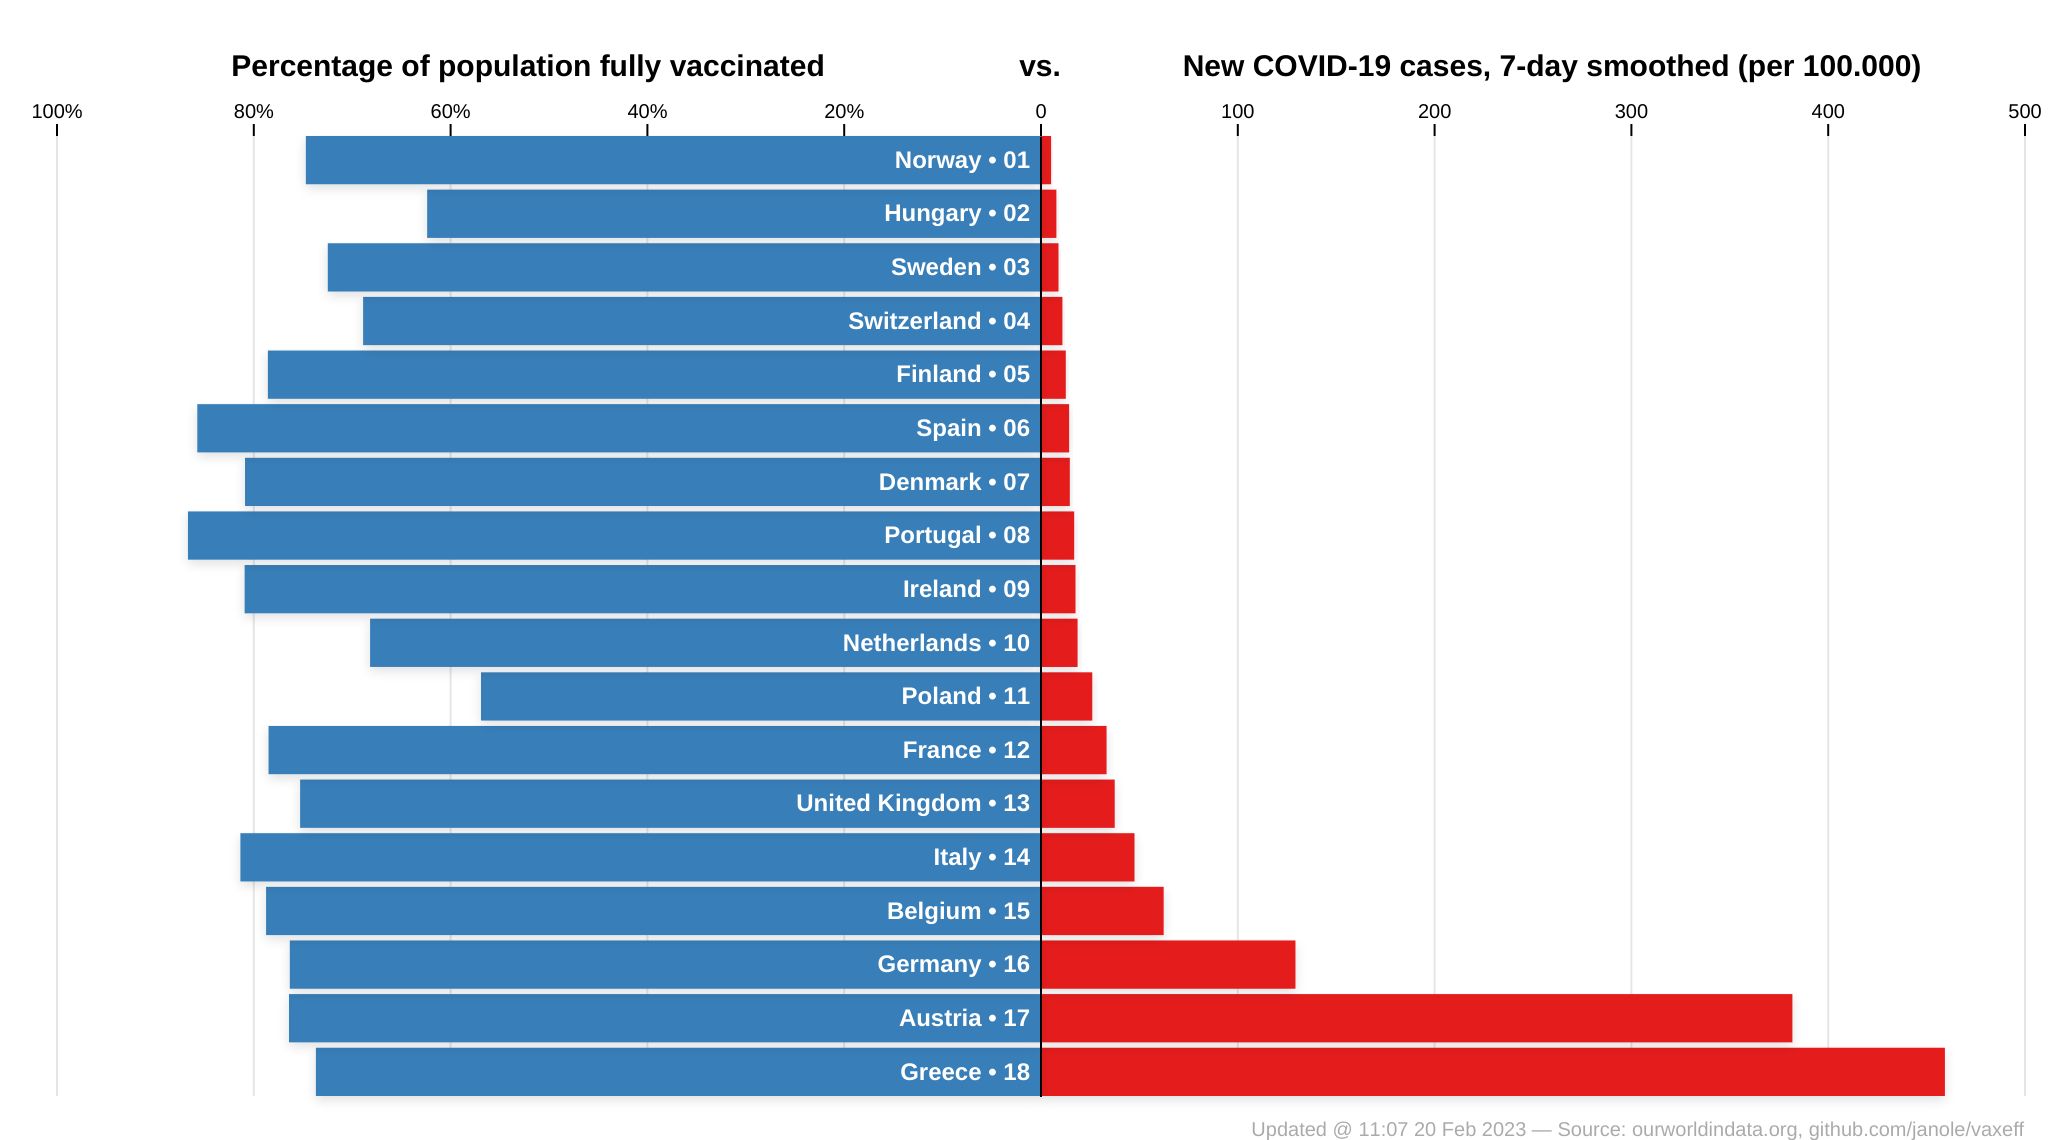 Percentage of population fully vaccinated vs. New COVID-19 cases, 7-day smoothed (per 100.000)
100% 80% 60% 40% 20% 0 100 200 300 400 500
Norway • 01
Hungary • 02
Sweden • 03
Switzerland • 04
Finland • 05
Spain • 06
Denmark • 07
Portugal • 08
Ireland • 09
Netherlands • 10
Poland • 11
France • 12
United Kingdom • 13
Italy • 14
Belgium • 15
Germany • 16
Austria • 17
Greece • 18
Updated @ 11:07 20 Feb 2023 — Source: ourworldindata.org, github.com/janole/vaxeff